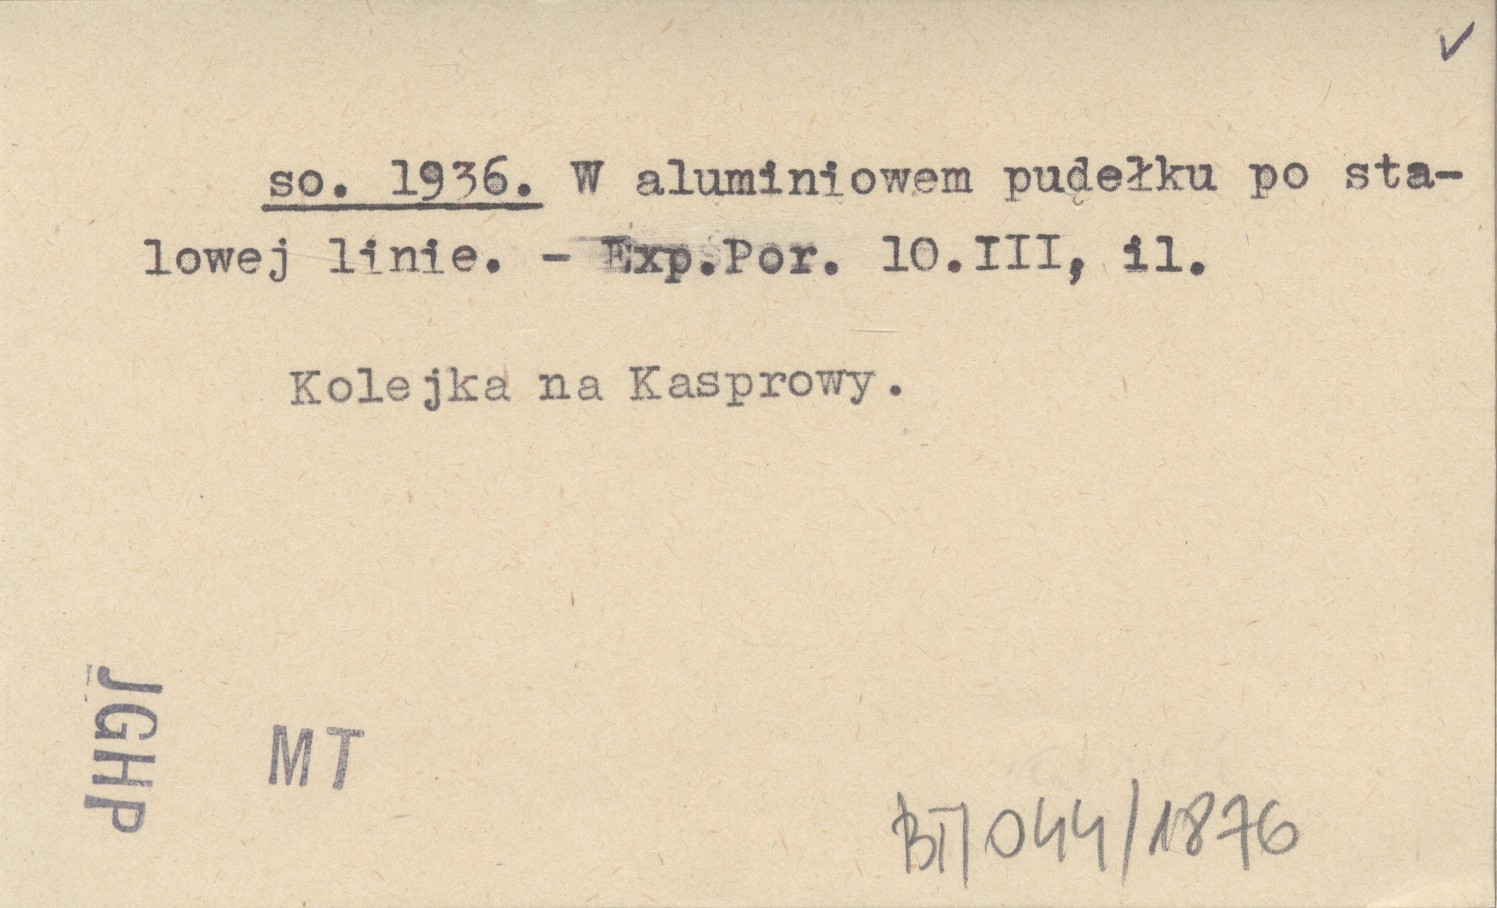 so. 1936. W aluminiowem pudełku po sta-
lowej linie. - Exp.Por. 10.III, il.
Kolejka na Kasprowy.
JGHP
MT
BT/044/1876